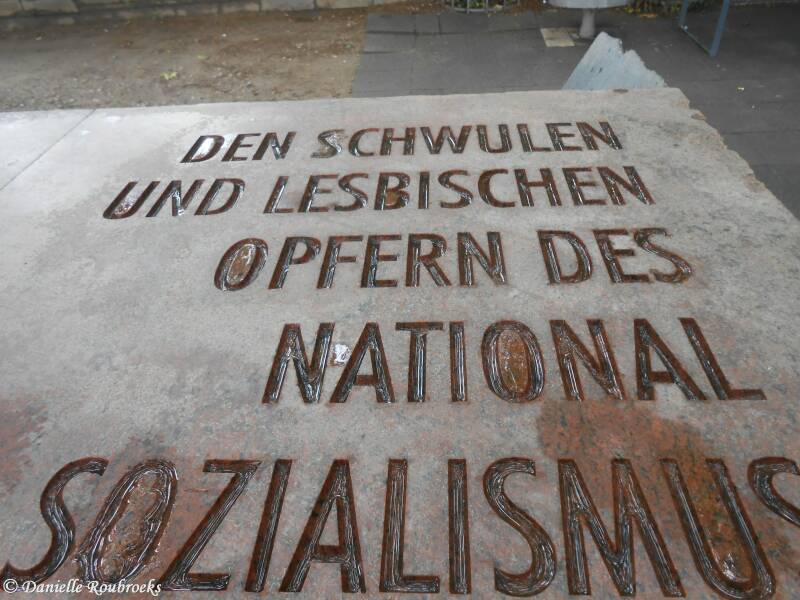 DEN SCHWULEN
UND LESBISCHEN
OPFERN DES
NATIONAL
SOZIALISMUS
© Danielle Roubroeks